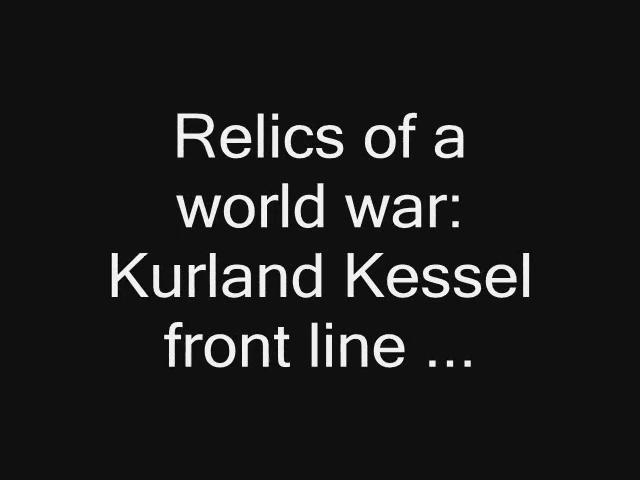 Relics of a
world war:
Kurland Kessel
front line ...